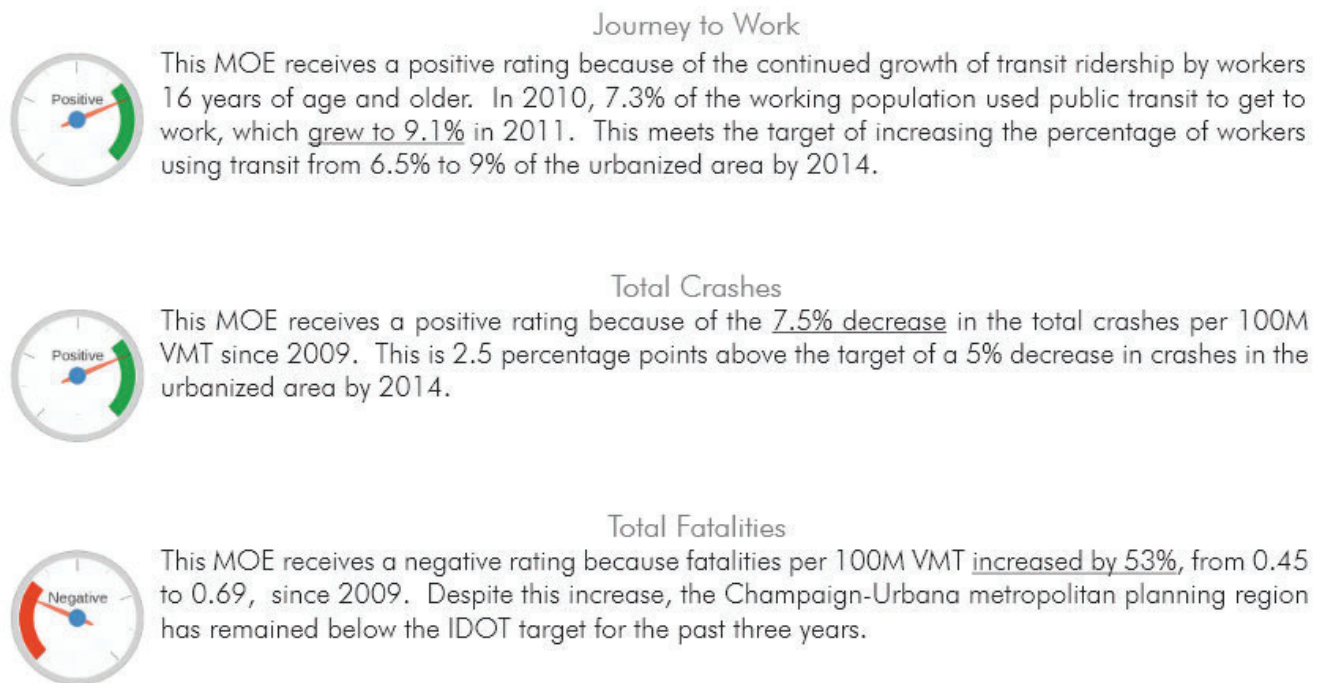 Journey to Work
Positive
This MOE receives a positive rating because of the continued growth of transit ridership by workers
16 years of age and older. In 2010, 7.3% of the working population used public transit to get to
work, which grew to 9.1% in 2011. This meets the target of increasing the percentage of workers
using transit from 6.5% to 9% of the urbanized area by 2014.
Total Crashes
Positive
This MOE receives a positive rating because of the 7.5% decrease in the total crashes per 100M
VMT since 2009. This is 2.5 percentage points above the target of a 5% decrease in crashes in the
urbanized area by 2014.
Total Fatalities
Negative
This MOE receives a negative rating because fatalities per 100M VMT increased by 53%, from 0.45
to 0.69, since 2009. Despite this increase, the Champaign-Urbana metropolitan planning region
has remained below the IDOT target for the past three years.